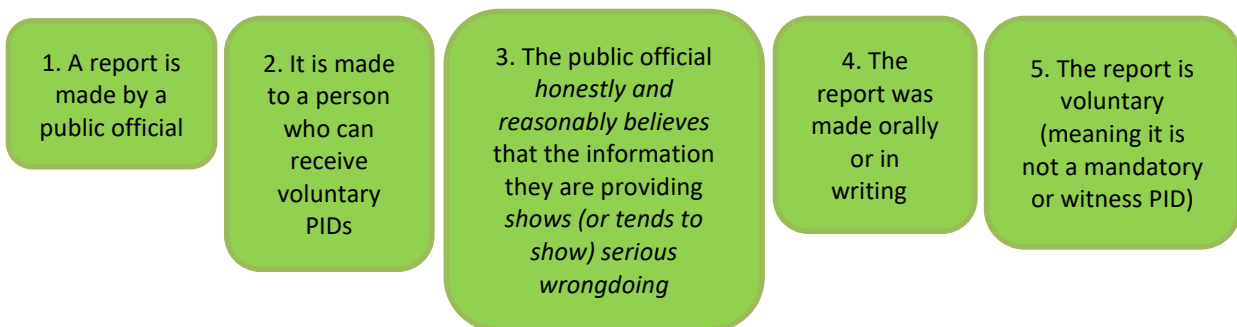 1. A report is
made by a
public official
2. It is made
to a person
who can
receive
voluntary
PIDs
3. The public official
honestly and
reasonably believes
that the information
they are providing
shows (or tends to
show) serious
wrongdoing
4. The
report was
made orally
or in
writing
5. The report is
voluntary
(meaning it is
not a mandatory
or witness PID)